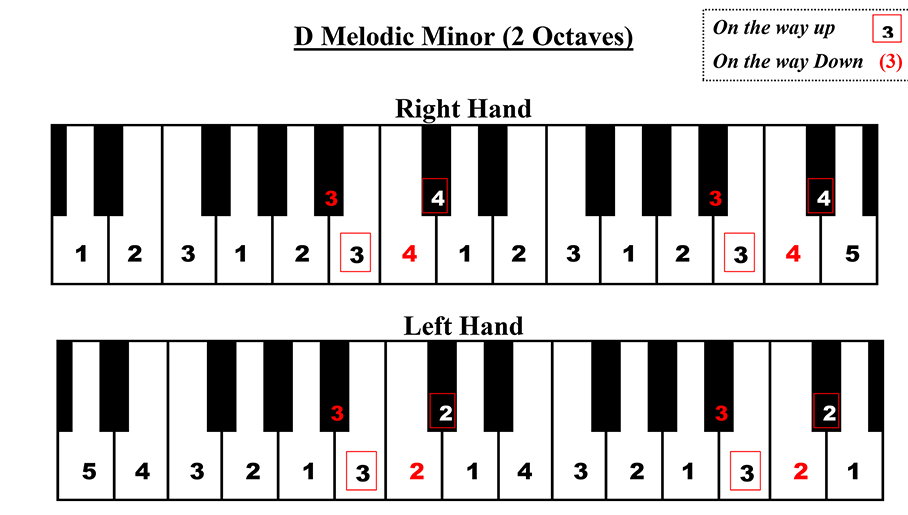 D Melodic Minor (2 Octaves)
On the way up 3
On the way Down (3)
Right Hand
3 4 3 4
1 2 3 1 2 3 4 1 2 3 1 2 3 4 5
Left Hand
3 2 3 2
5 4 3 2 1 3 2 1 4 3 2 1 3 2 1